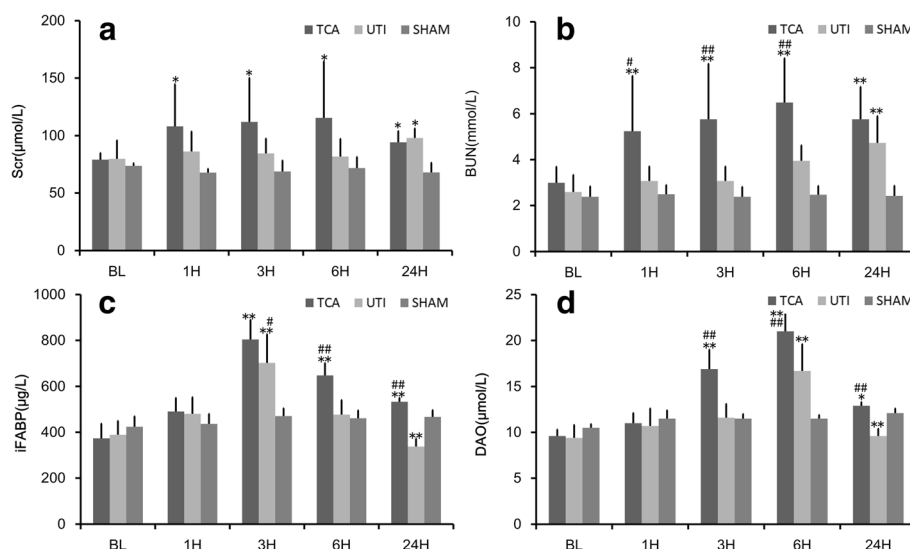 a
TCA UTI SHAM
200
150
100
50
0
Scr(μmol/L)
* * * * *
BL 1H 3H 6H 24H
b
TCA UTI SHAM
10
8
6
4
2
0
BUN(mmol/L)
# ## ##
** ** ** ** **
BL 1H 3H 6H 24H
c
TCA UTI SHAM
1000
800
600
400
200
0
iFABP(μg/L)
** # ** ## ** ## ** **
BL 1H 3H 6H 24H
d
TCA UTI SHAM
25
20
15
10
5
0
DAO(μmol/L)
## ** ** ## ** ## * **
BL 1H 3H 6H 24H